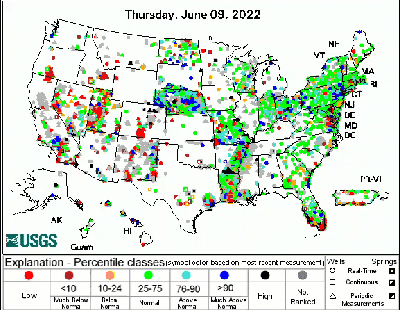 Thursday, June 09, 2022
NH
VT
MA
RI
CT
NJ
DE
MD
DC
PR-VI
AK
HI
Guam
USGS
Explanation - Percentile classes (symbol color based on most recent measurement)
Wells Springs
Real-Time
Continuous
Periodic Measurements
Low
<10
Much Below Normal
10-24
Below Normal
25-75
Normal
76-90
Above Normal
>90
Much Above Normal
High
Not Ranked